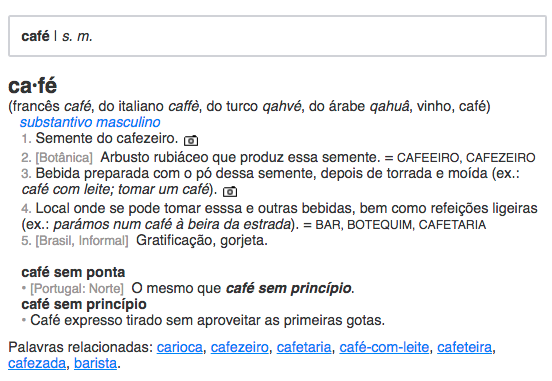 café | s. m.
ca·fé
(francês café, do italiano caffè, do turco qahvé, do árabe qahuâ, vinho, café)
substantivo masculino
1. Semente do cafezeiro.
2. [Botânica] Arbusto rubiáceo que produz essa semente. = CAFEEIRO, CAFEZEIRO
3. Bebida preparada com o pó dessa semente, depois de torrada e moída (ex.:
café com leite; tomar um café).
4. Local onde se pode tomar esssa e outras bebidas, bem como refeições ligeiras
(ex.: parámos num café à beira da estrada). = BAR, BOTEQUIM, CAFETARIA
5. [Brasil, Informal] Gratificação, gorjeta.
café sem ponta
• [Portugal: Norte] O mesmo que café sem princípio.
café sem princípio
• Café expresso tirado sem aproveitar as primeiras gotas.
Palavras relacionadas: carioca, cafezeiro, cafetaria, café-com-leite, cafeteira,
cafezada, barista.